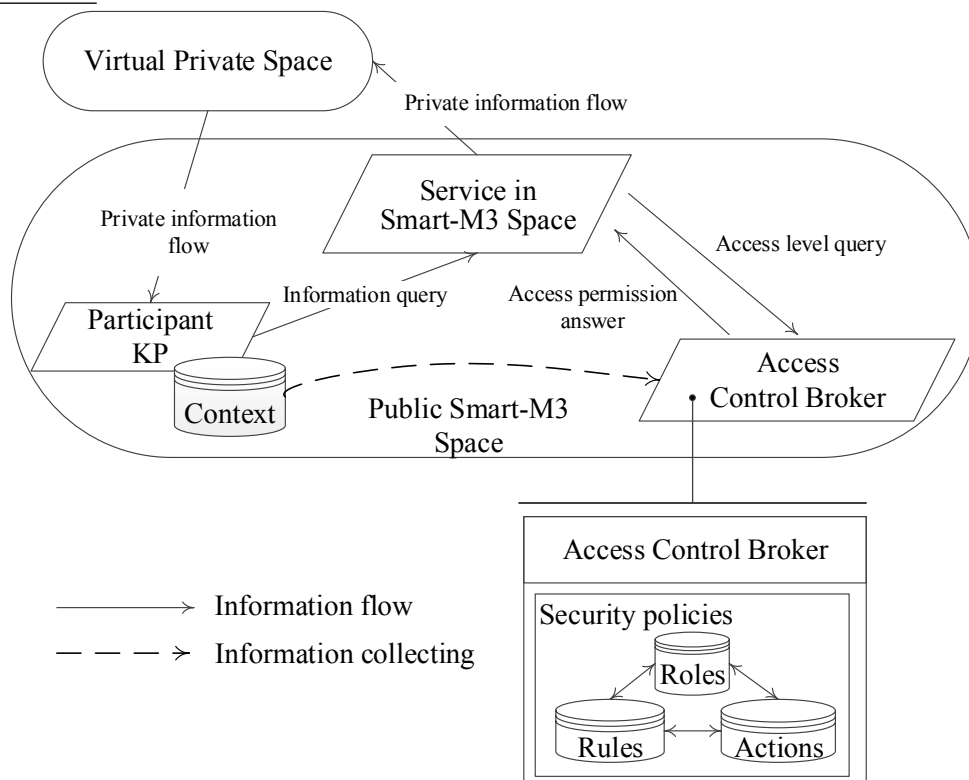 Virtual Private Space
Private information flow
Service in
Smart-M3 Space
Private information
flow
Access level query
Information query
Access permission
answer
Participant
KP
Access
Control Broker
Context
Public Smart-M3
Space
Access Control Broker
Information flow
Information collecting
Security policies
Roles
Rules
Actions